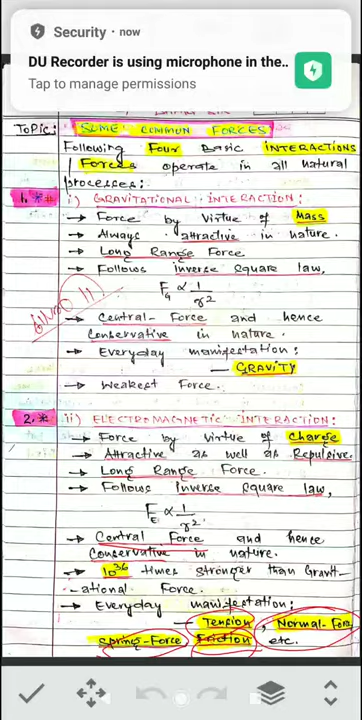 Security • now
DU Recorder is using microphone in the..
Tap to manage permissions
Topic: SOME COMMON FORCES
Following Four Basic INTERACTIONS
/ Forces operate in all natural
processes:
1.** i) GRAVITATIONAL INTERACTION:
→ Force by virtue of Mass
→ Always attractive in nature.
→ Long Range Force
→ Follows inverse square law,
F_G ∝ 1/r²
→ Central-Force and hence
Conservative in nature.
→ Everyday manifestation:
— GRAVITY
→ Weakest Force.
2.* ii) ELECTROMAGNETIC INTERACTION:
→ Force by virtue of Charge
→ Attractive as well as Repulsive.
→ Long Range Force.
→ Follows Inverse square law,
F_E ∝ 1/r².
→ Central Force and hence
Conservative in nature.
→ 10³⁶ times stronger than Gravit-
-ational Force.
→ Everyday manifestation:
— Tension, Normal-Force
Spring-Force, Friction etc.